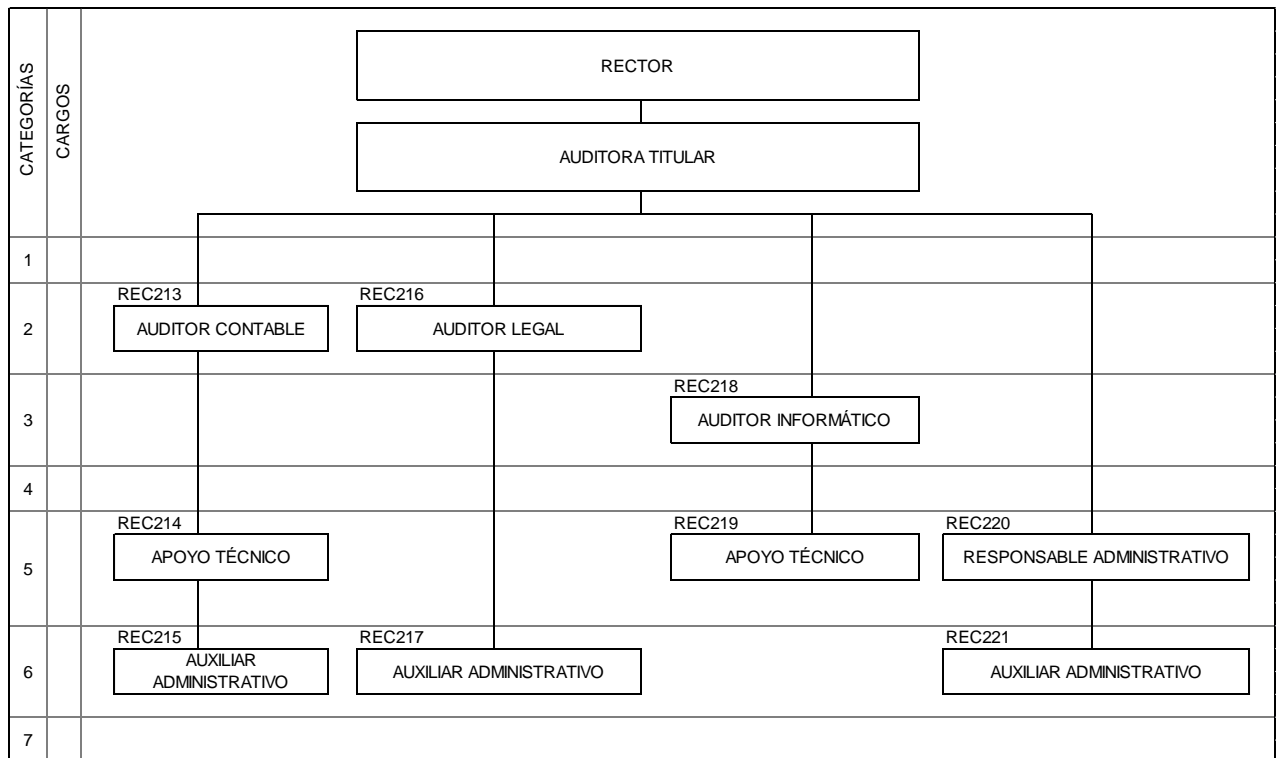 CATEGORÍAS
CARGOS
RECTOR
AUDITORA TITULAR
1
REC213
REC216
2
AUDITOR CONTABLE
AUDITOR LEGAL
REC218
3
AUDITOR INFORMÁTICO
4
REC214
REC219
REC220
5
APOYO TÉCNICO
APOYO TÉCNICO
RESPONSABLE ADMINISTRATIVO
REC215
REC217
REC221
6
AUXILIAR
ADMINISTRATIVO
AUXILIAR ADMINISTRATIVO
AUXILIAR ADMINISTRATIVO
7